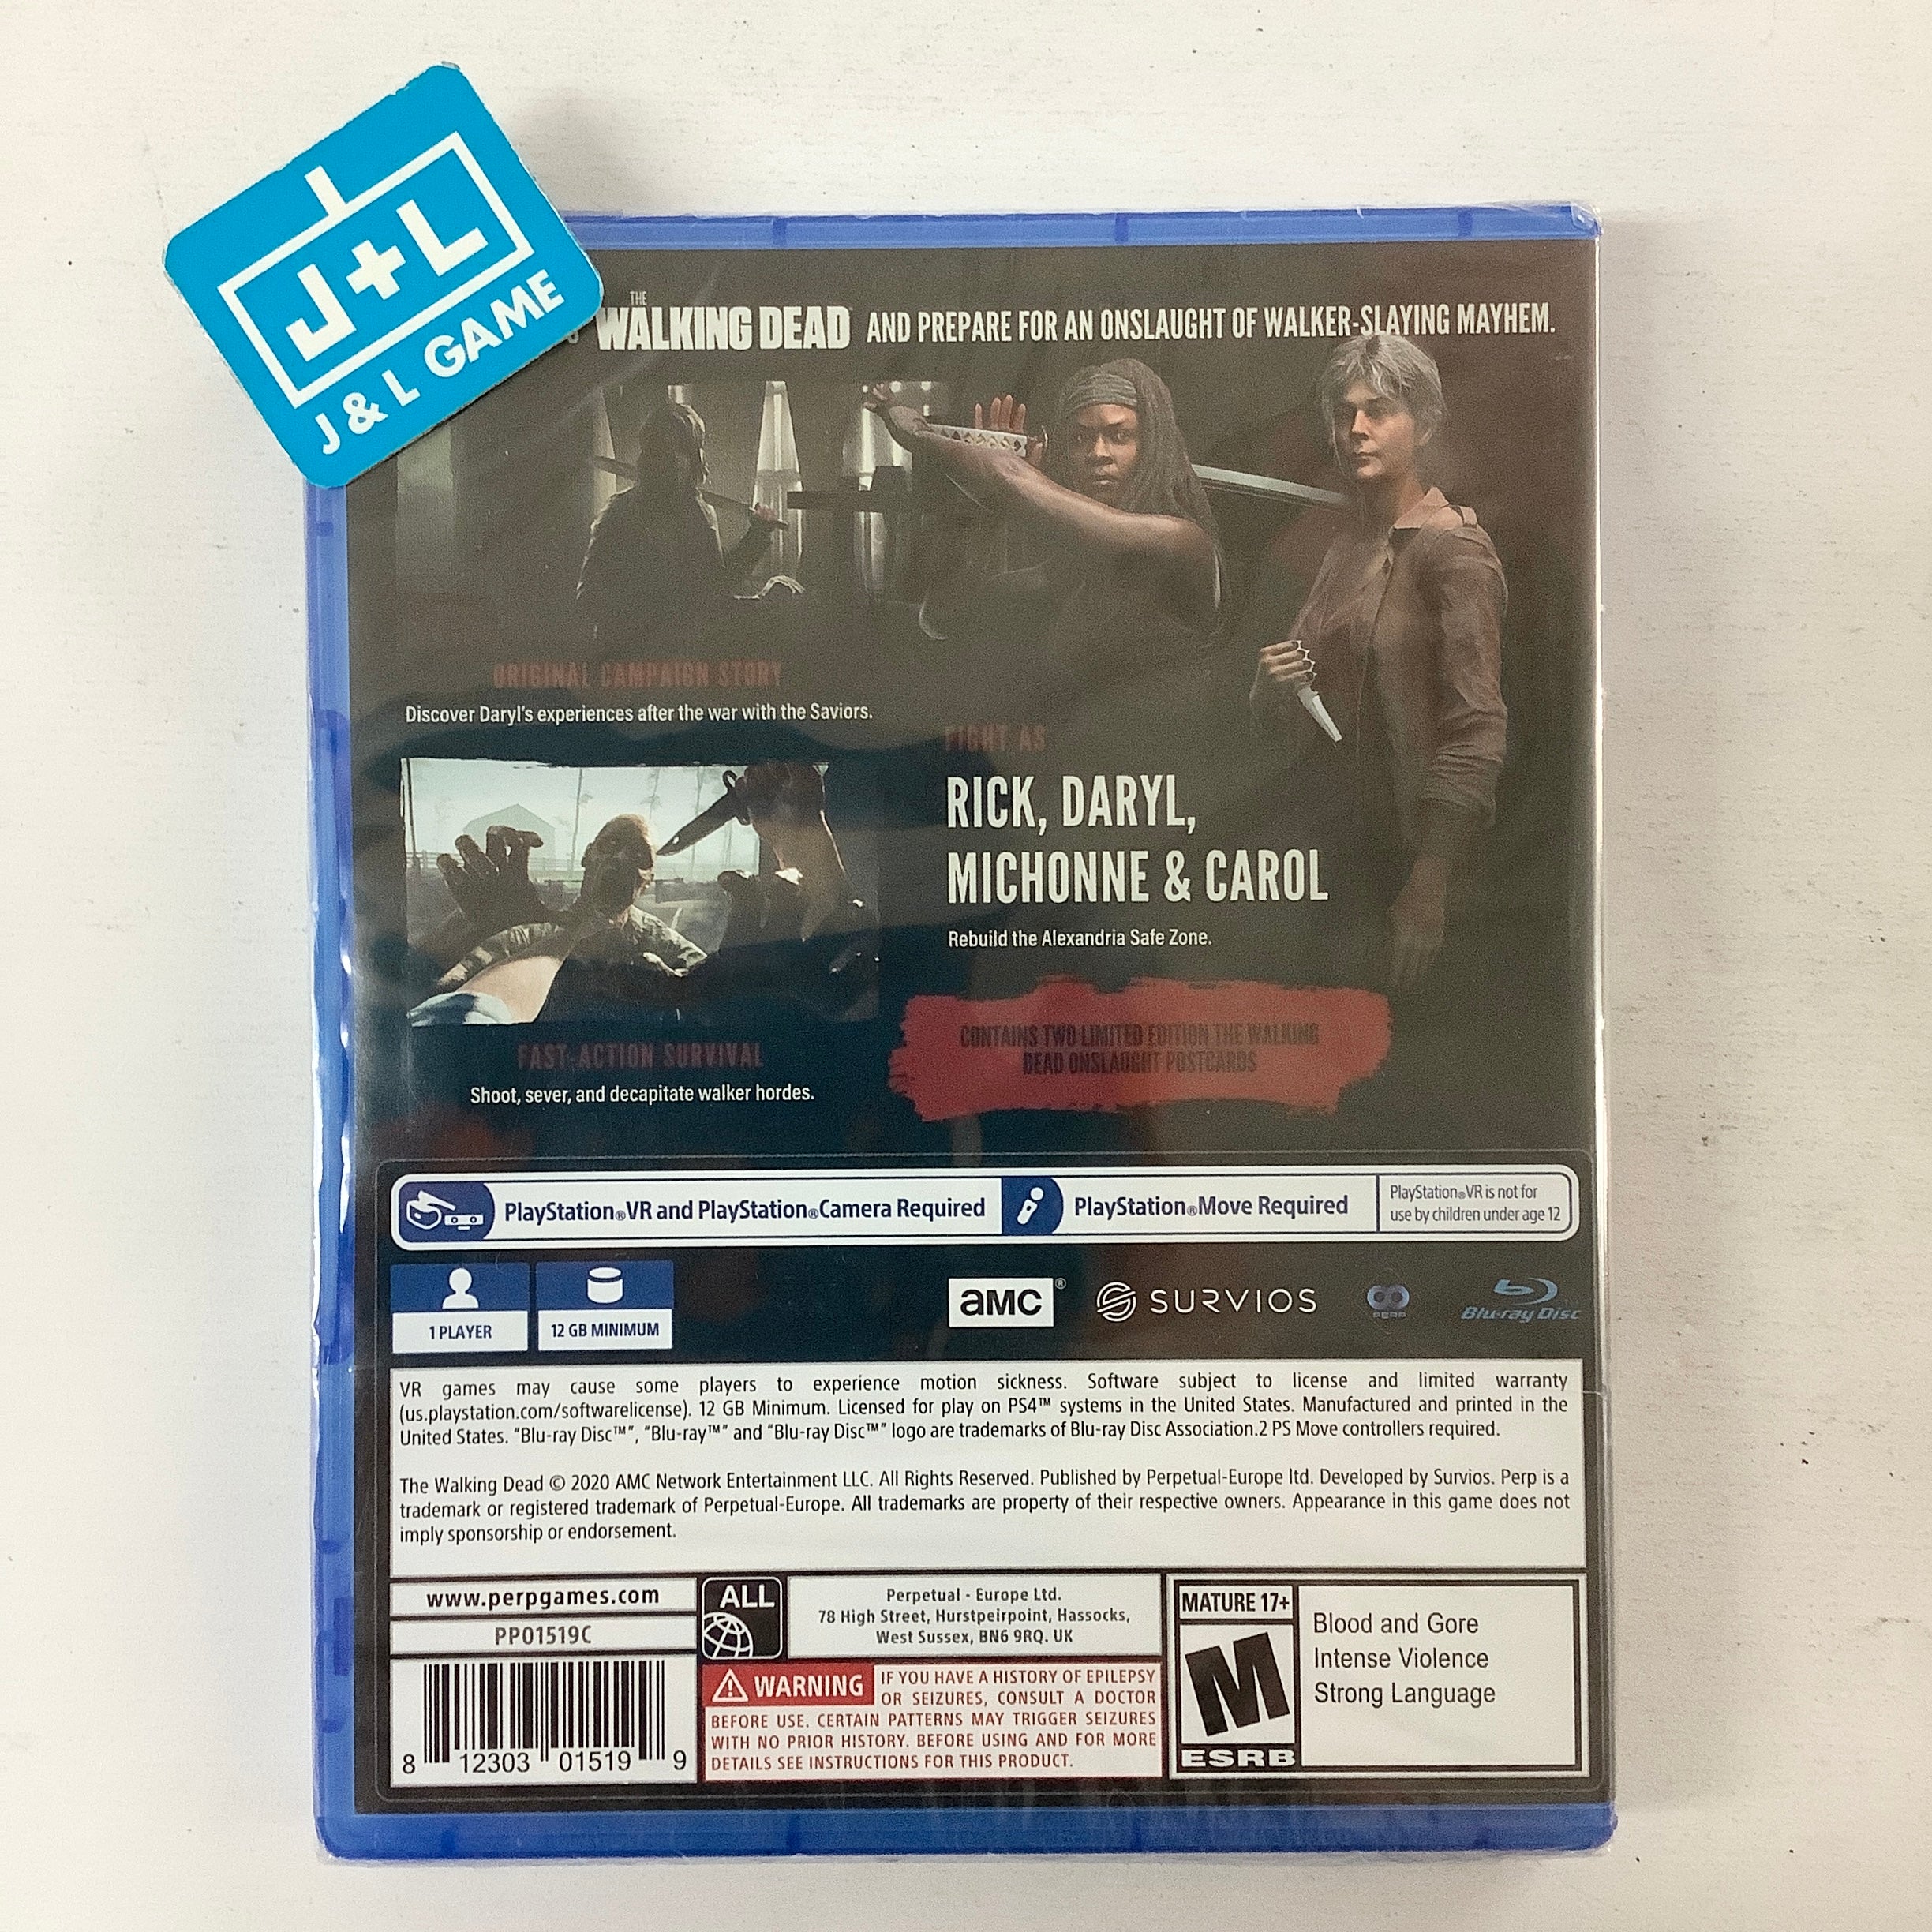 J+L
J & L GAME
THE
WALKING DEAD AND PREPARE FOR AN ONSLAUGHT OF WALKER-SLAYING MAYHEM.
ORIGINAL CAMPAIGN STORY
Discover Daryl's experiences after the war with the Saviors.
FIGHT AS
RICK, DARYL,
MICHONNE & CAROL
Rebuild the Alexandria Safe Zone.
CONTAINS TWO LIMITED EDITION THE WALKING
DEAD ONSLAUGHT POSTCARDS
FAST-ACTION SURVIVAL
Shoot, sever, and decapitate walker hordes.
PlayStation®VR and PlayStation®Camera Required
PlayStation®Move Required
PlayStation®VR is not for
use by children under age 12
1 PLAYER
12 GB MINIMUM
aMC®
SURVIOS
PERP
Blu-ray Disc
VR games may cause some players to experience motion sickness. Software subject to license and limited warranty
(us.playstation.com/softwarelicense). 12 GB Minimum. Licensed for play on PS4™ systems in the United States. Manufactured and printed in the
United States. "Blu-ray Disc™", "Blu-ray™" and "Blu-ray Disc™" logo are trademarks of Blu-ray Disc Association.2 PS Move controllers required.
The Walking Dead © 2020 AMC Network Entertainment LLC. All Rights Reserved. Published by Perpetual-Europe ltd. Developed by Survios. Perp is a
trademark or registered trademark of Perpetual-Europe. All trademarks are property of their respective owners. Appearance in this game does not
imply sponsorship or endorsement.
www.perpgames.com
PP01519C
8 12303 01519 9
ALL
Perpetual - Europe Ltd.
78 High Street, Hurstpeirpoint, Hassocks,
West Sussex, BN6 9RQ. UK
WARNING IF YOU HAVE A HISTORY OF EPILEPSY
OR SEIZURES, CONSULT A DOCTOR
BEFORE USE. CERTAIN PATTERNS MAY TRIGGER SEIZURES
WITH NO PRIOR HISTORY. BEFORE USING AND FOR MORE
DETAILS SEE INSTRUCTIONS FOR THIS PRODUCT.
MATURE 17+
M
ESRB
Blood and Gore
Intense Violence
Strong Language